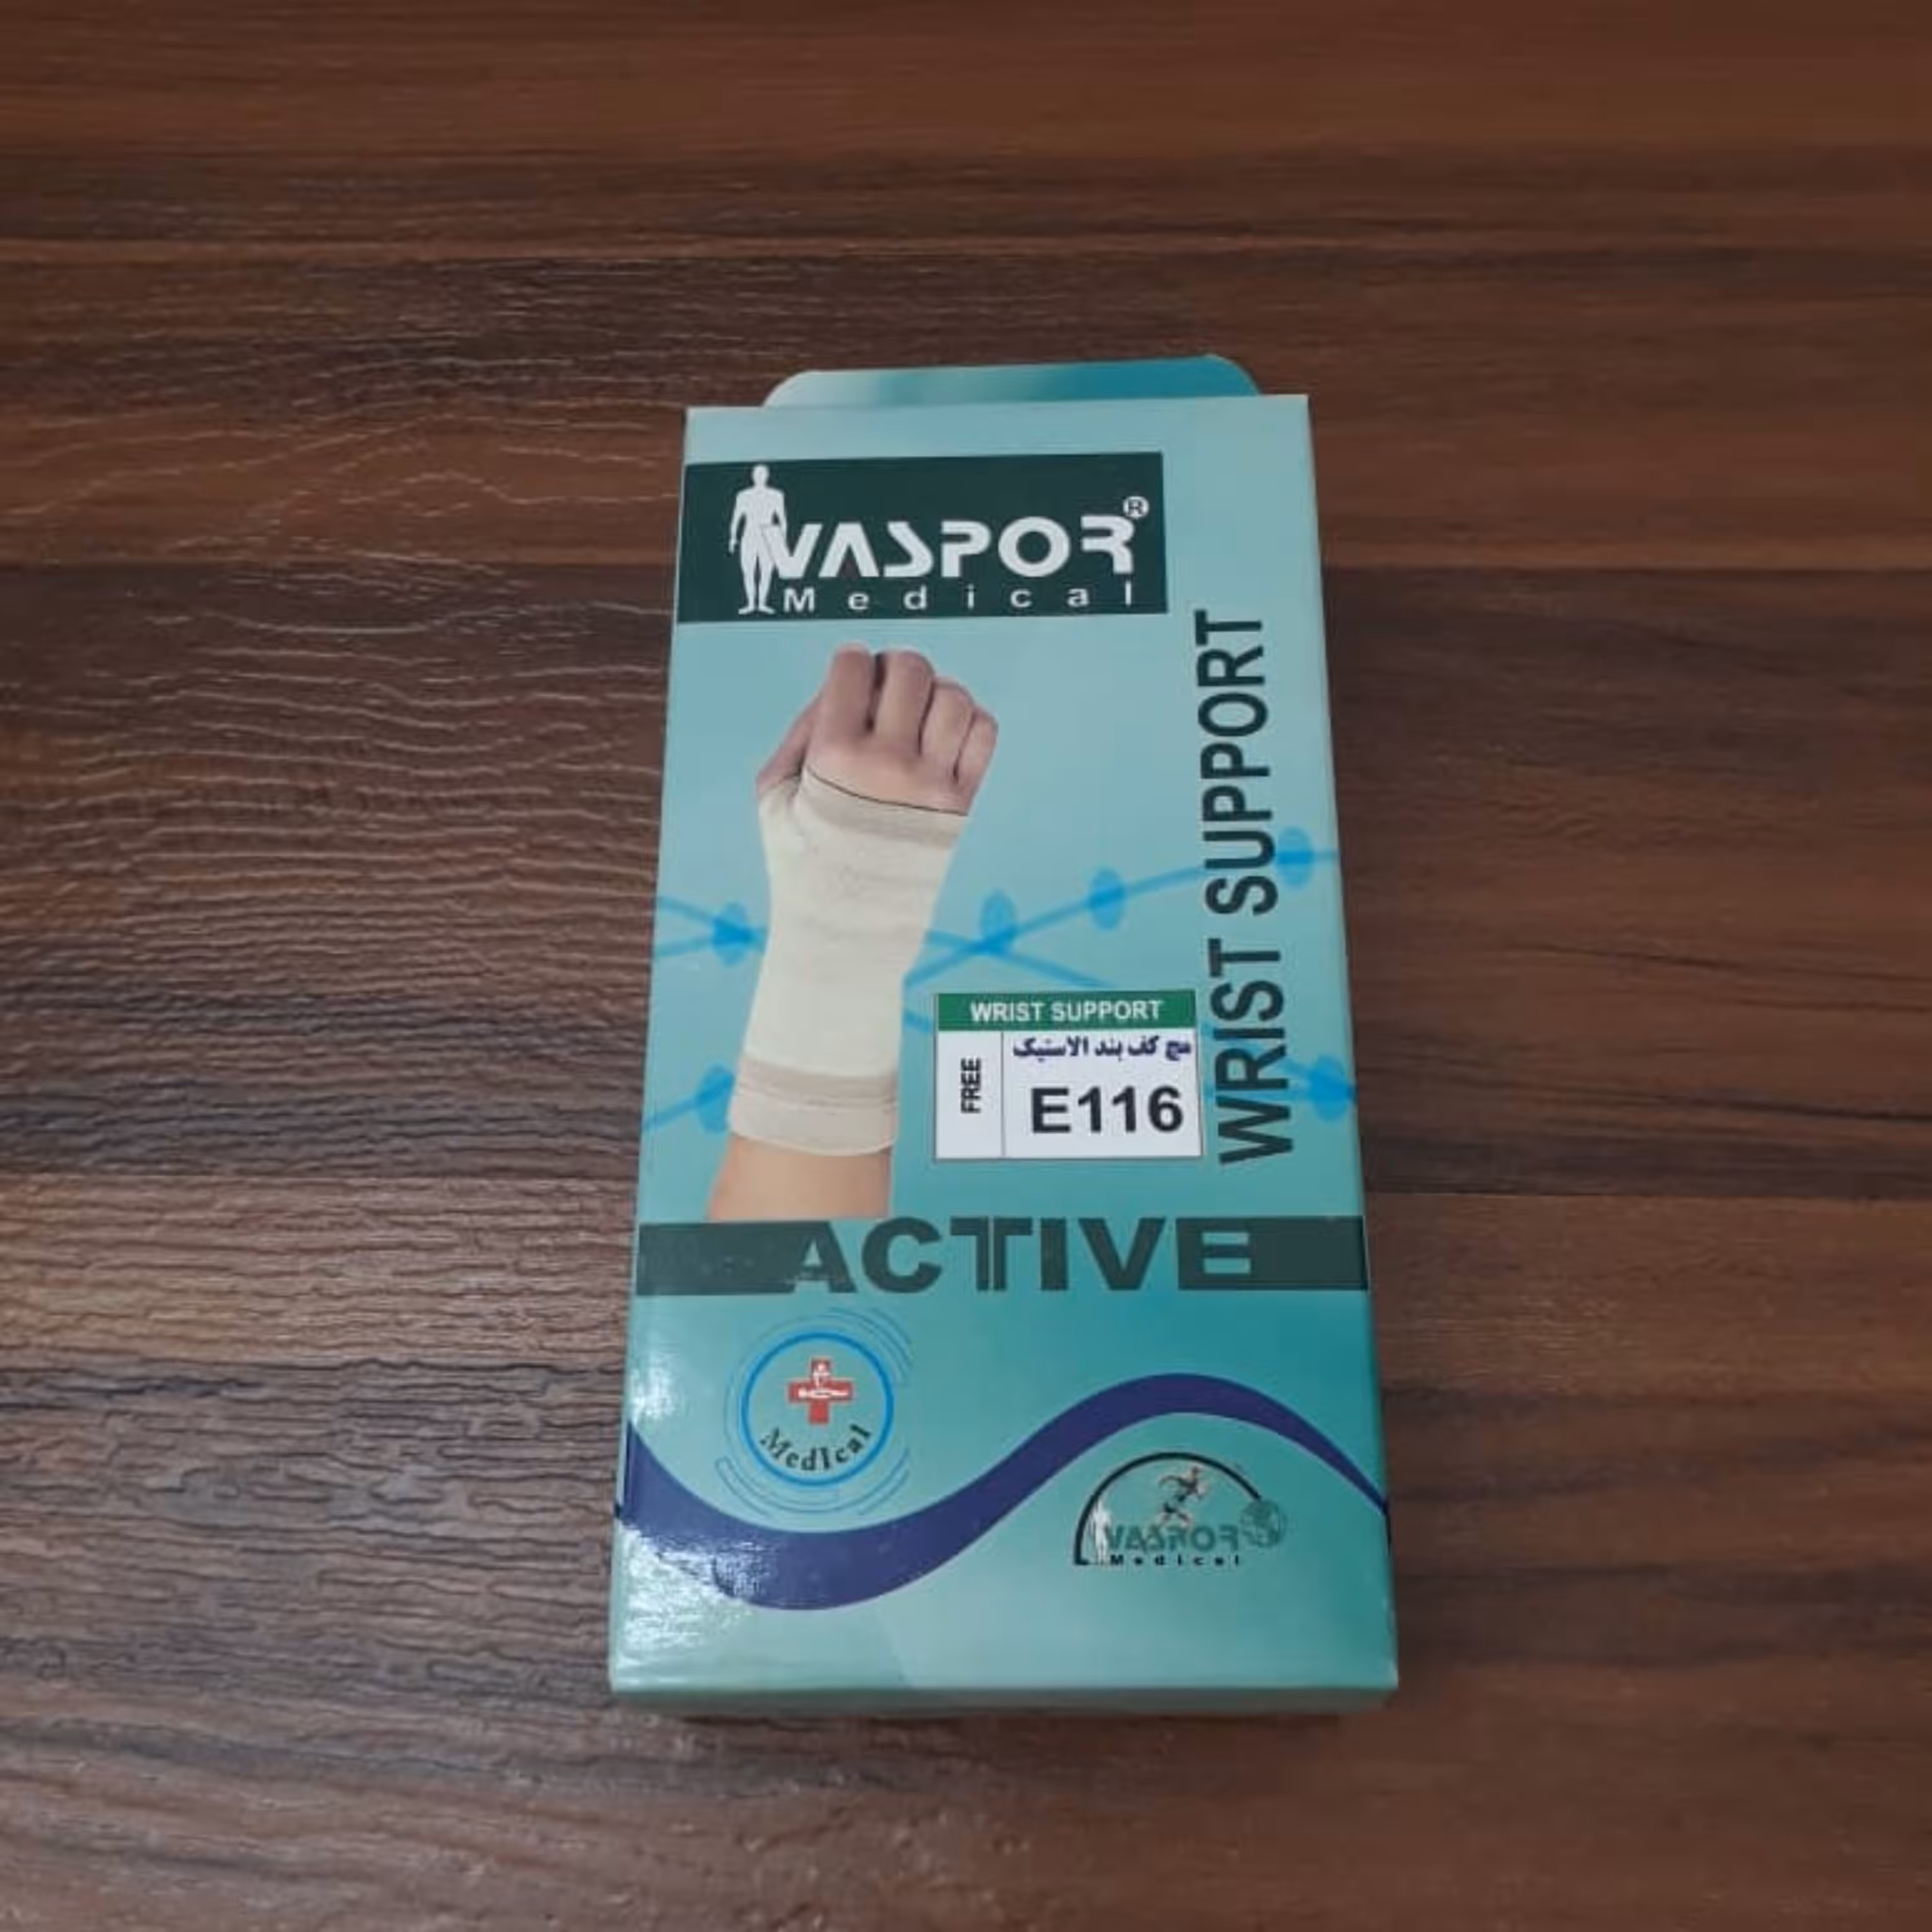 VASPOR®
Medical
WRIST SUPPORT
WRIST SUPPORT
مچ کف بند الاستیک
FREE
E116
ACTIVE
MedIcal
VASPOR
Medical